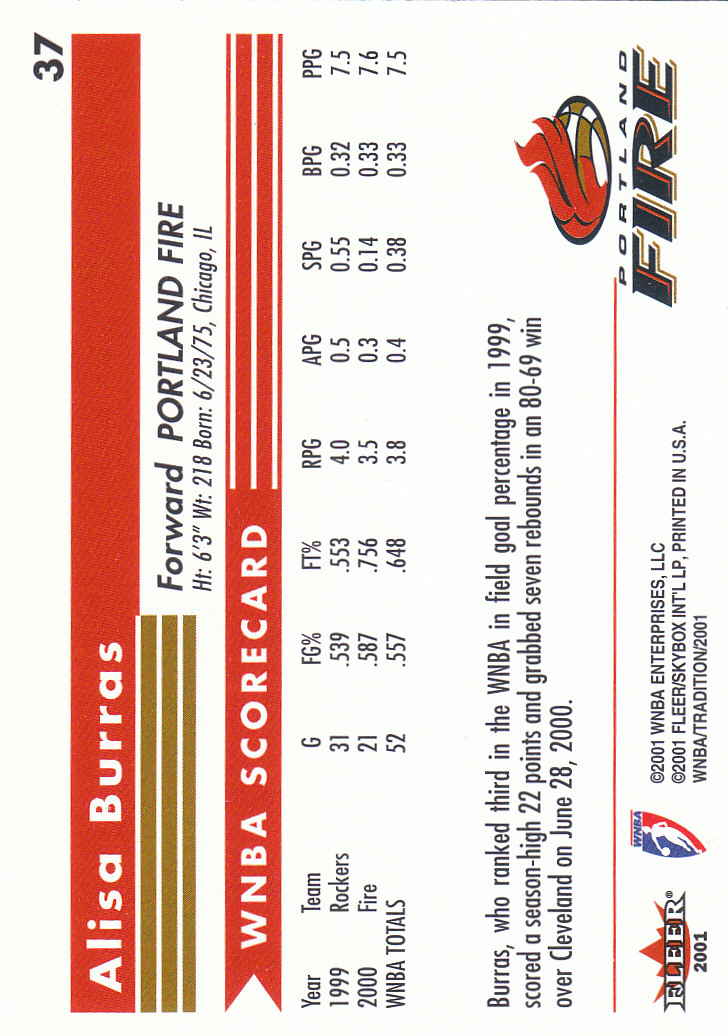 37
Alisa Burras
Forward PORTLAND FIRE
Ht: 6'3" Wt: 218 Born: 6/23/75, Chicago, IL
WNBA SCORECARD
Year Team G FG% FT% RPG APG SPG BPG PPG
1999 Rockers 31 .539 .553 4.0 0.5 0.55 0.32 7.5
2000 Fire 21 .587 .756 3.5 0.3 0.14 0.33 7.6
WNBA TOTALS 52 .557 .648 3.8 0.4 0.38 0.33 7.5
Burras, who ranked third in the WNBA in field goal percentage in 1999,
scored a season-high 22 points and grabbed seven rebounds in an 80-69 win
over Cleveland on June 28, 2000.
PORTLAND
FIRE
FLEER®
2001
WNBA
©2001 WNBA ENTERPRISES, LLC
©2001 FLEER/SKYBOX INT'L LP, PRINTED IN U.S.A.
WNBA/TRADITION/2001